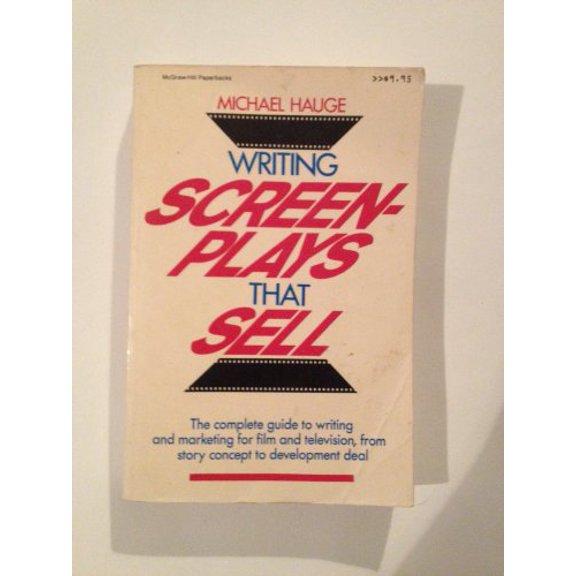 McGraw-Hill Paperbacks >>$9.95
MICHAEL HAUGE
WRITING
SCREEN-
PLAYS
THAT
SELL
The complete guide to writing
and marketing for film and television, from
story concept to development deal